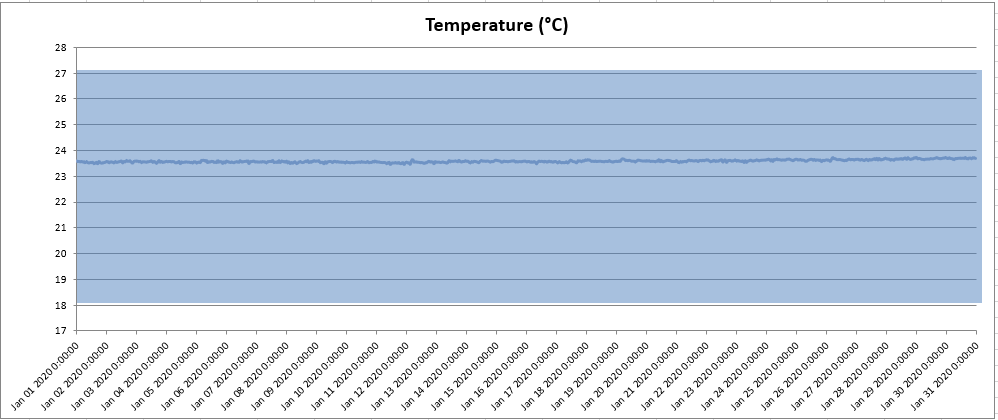 Temperature (°C)
28
27
26
25
24
23
22
21
20
19
18
17
Jan 01 2020 0:00:00
Jan 02 2020 0:00:00
Jan 03 2020 0:00:00
Jan 04 2020 0:00:00
Jan 05 2020 0:00:00
Jan 06 2020 0:00:00
Jan 07 2020 0:00:00
Jan 08 2020 0:00:00
Jan 09 2020 0:00:00
Jan 10 2020 0:00:00
Jan 11 2020 0:00:00
Jan 12 2020 0:00:00
Jan 13 2020 0:00:00
Jan 14 2020 0:00:00
Jan 15 2020 0:00:00
Jan 16 2020 0:00:00
Jan 17 2020 0:00:00
Jan 18 2020 0:00:00
Jan 19 2020 0:00:00
Jan 20 2020 0:00:00
Jan 21 2020 0:00:00
Jan 22 2020 0:00:00
Jan 23 2020 0:00:00
Jan 24 2020 0:00:00
Jan 25 2020 0:00:00
Jan 26 2020 0:00:00
Jan 27 2020 0:00:00
Jan 28 2020 0:00:00
Jan 29 2020 0:00:00
Jan 30 2020 0:00:00
Jan 31 2020 0:00:00